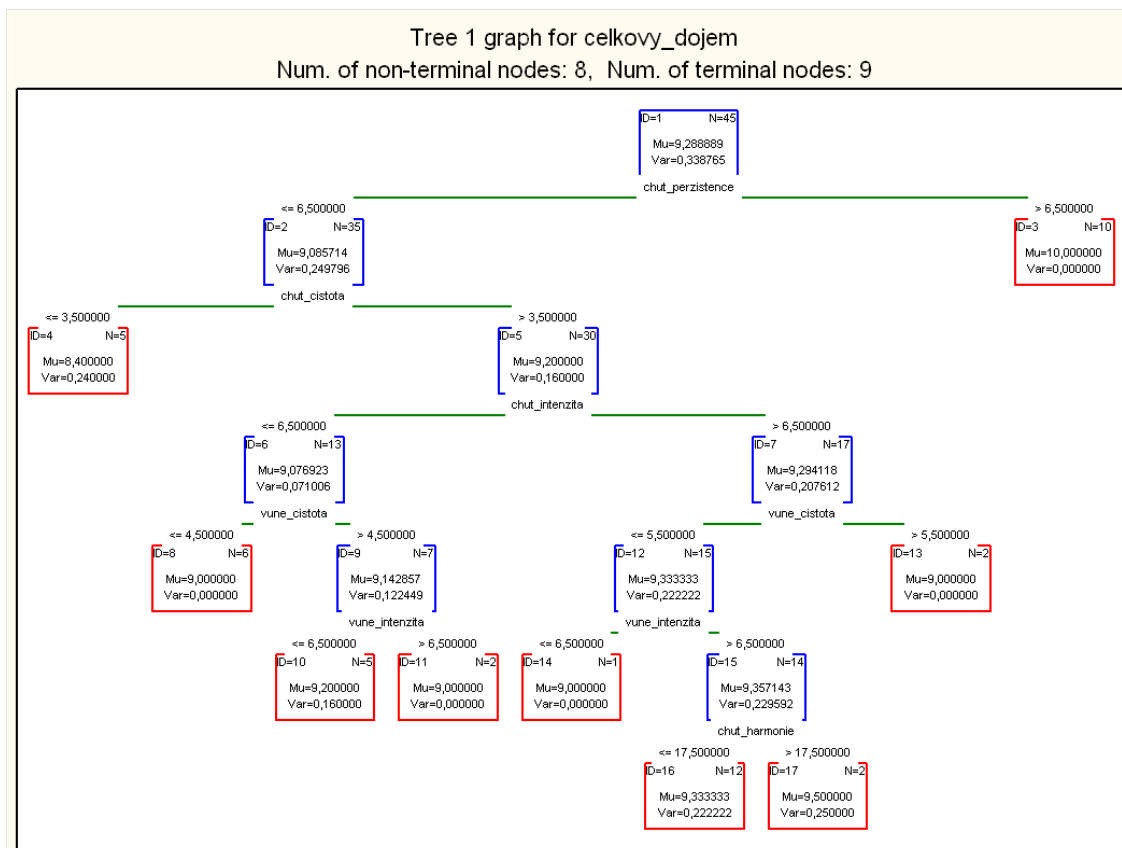 Tree 1 graph for celkovy_dojem
Num. of non-terminal nodes: 8, Num. of terminal nodes: 9
ID=1 N=45
Mu=9,288889
Var=0,338765
chut_perzistence
<= 6,500000 > 6,500000
ID=2 N=35 ID=3 N=10
Mu=9,085714 Mu=10,000000
Var=0,249796 Var=0,000000
chut_cistota
<= 3,500000 > 3,500000
ID=4 N=5 ID=5 N=30
Mu=8,400000 Mu=9,200000
Var=0,240000 Var=0,160000
chut_intenzita
<= 6,500000 > 6,500000
ID=6 N=13 ID=7 N=17
Mu=9,076923 Mu=9,294118
Var=0,071006 Var=0,207612
vune_cistota vune_cistota
<= 4,500000 > 4,500000 <= 5,500000 > 5,500000
ID=8 N=6 ID=9 N=7 ID=12 N=15 ID=13 N=2
Mu=9,000000 Mu=9,142857 Mu=9,333333 Mu=9,000000
Var=0,000000 Var=0,122449 Var=0,222222 Var=0,000000
vune_intenzita vune_intenzita
<= 6,500000 > 6,500000 <= 6,500000 > 6,500000
ID=10 N=5 ID=11 N=2 ID=14 N=1 ID=15 N=14
Mu=9,200000 Mu=9,000000 Mu=9,000000 Mu=9,357143
Var=0,160000 Var=0,000000 Var=0,000000 Var=0,229592
chut_harmonie
<= 17,500000 > 17,500000
ID=16 N=12 ID=17 N=2
Mu=9,333333 Mu=9,500000
Var=0,222222 Var=0,250000